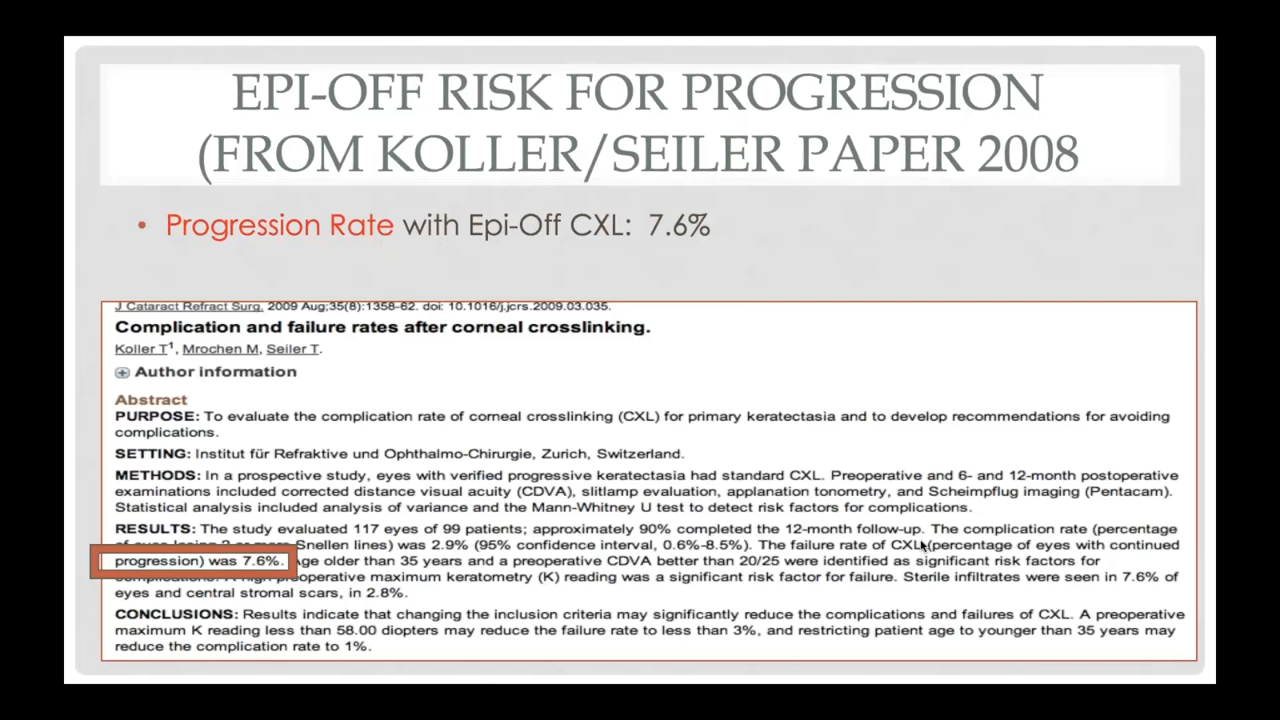 EPI-OFF RISK FOR PROGRESSION
(FROM KOLLER/SEILER PAPER 2008
• Progression Rate with Epi-Off CXL: 7.6%
J Cataract Refract Surg. 2009 Aug;35(8):1358-62. doi: 10.1016/j.jcrs.2009.03.035.
Complication and failure rates after corneal crosslinking.
Koller T1, Mrochen M, Seiler T.
Author information
Abstract
PURPOSE: To evaluate the complication rate of corneal crosslinking (CXL) for primary keratectasia and to develop recommendations for avoiding
complications.
SETTING: Institut für Refraktive und Ophthalmo-Chirurgie, Zurich, Switzerland.
METHODS: In a prospective study, eyes with verified progressive keratectasia had standard CXL. Preoperative and 6- and 12-month postoperative
examinations included corrected distance visual acuity (CDVA), slitlamp evaluation, applanation tonometry, and Scheimpflug imaging (Pentacam).
Statistical analysis included analysis of variance and the Mann-Whitney U test to detect risk factors for complications.
RESULTS: The study evaluated 117 eyes of 99 patients; approximately 90% completed the 12-month follow-up. The complication rate (percentage
Snellen lines) was 2.9% (95% confidence interval, 0.6%-8.5%). The failure rate of CXL (percentage of eyes with continued
progression) was 7.6%. Age older than 35 years and a preoperative CDVA better than 20/25 were identified as significant risk factors for
complications. A high preoperative maximum keratometry (K) reading was a significant risk factor for failure. Sterile infiltrates were seen in 7.6% of
eyes and central stromal scars, in 2.8%.
CONCLUSIONS: Results indicate that changing the inclusion criteria may significantly reduce the complications and failures of CXL. A preoperative
maximum K reading less than 58.00 diopters may reduce the failure rate to less than 3%, and restricting patient age to younger than 35 years may
reduce the complication rate to 1%.